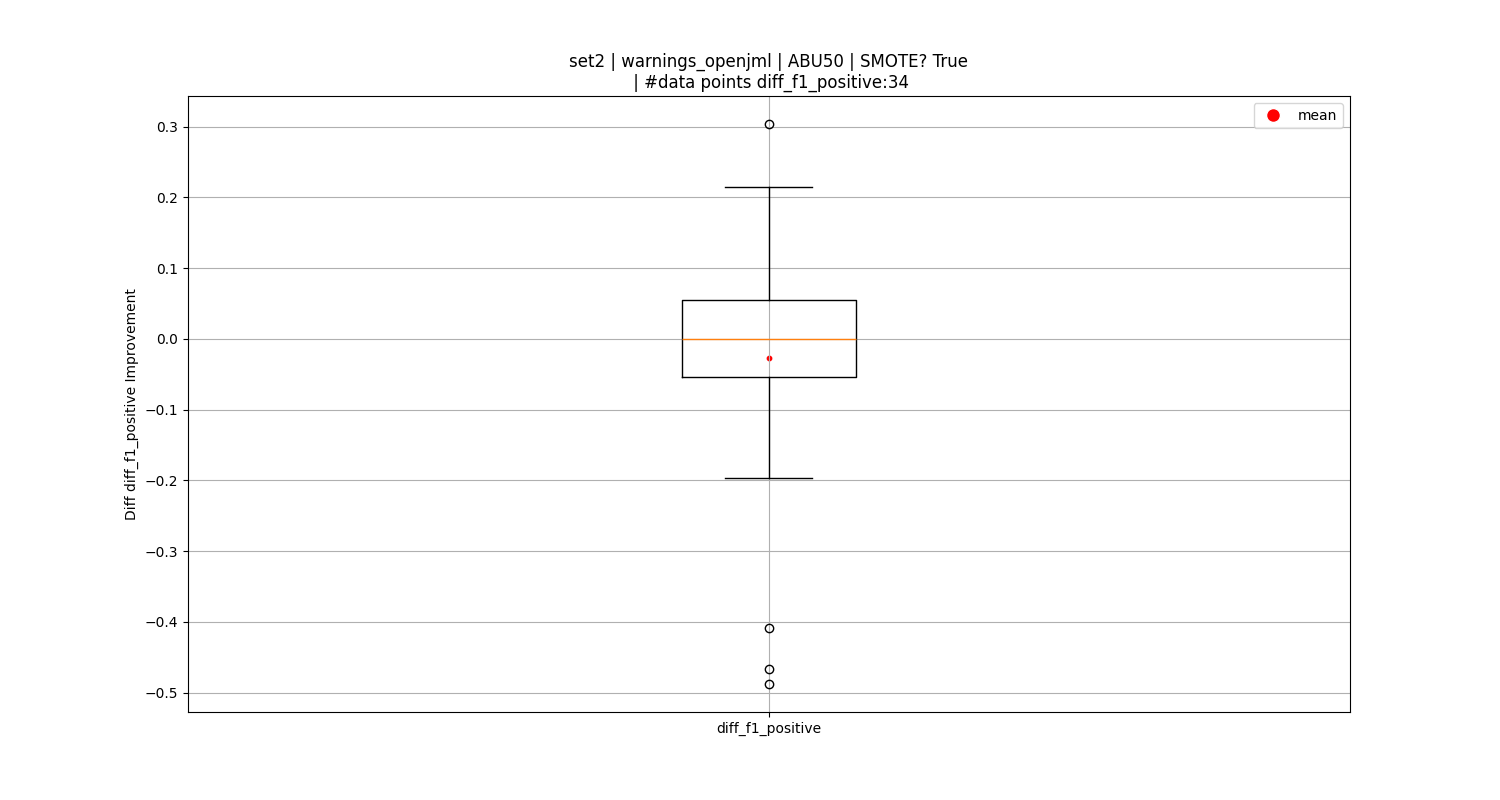 set2 | warnings_openjml | ABU50 | SMOTE? True
| #data points diff_f1_positive:34
mean
0.3
0.2
0.1
0.0
−0.1
−0.2
−0.3
−0.4
−0.5
Diff diff_f1_positive Improvement
diff_f1_positive